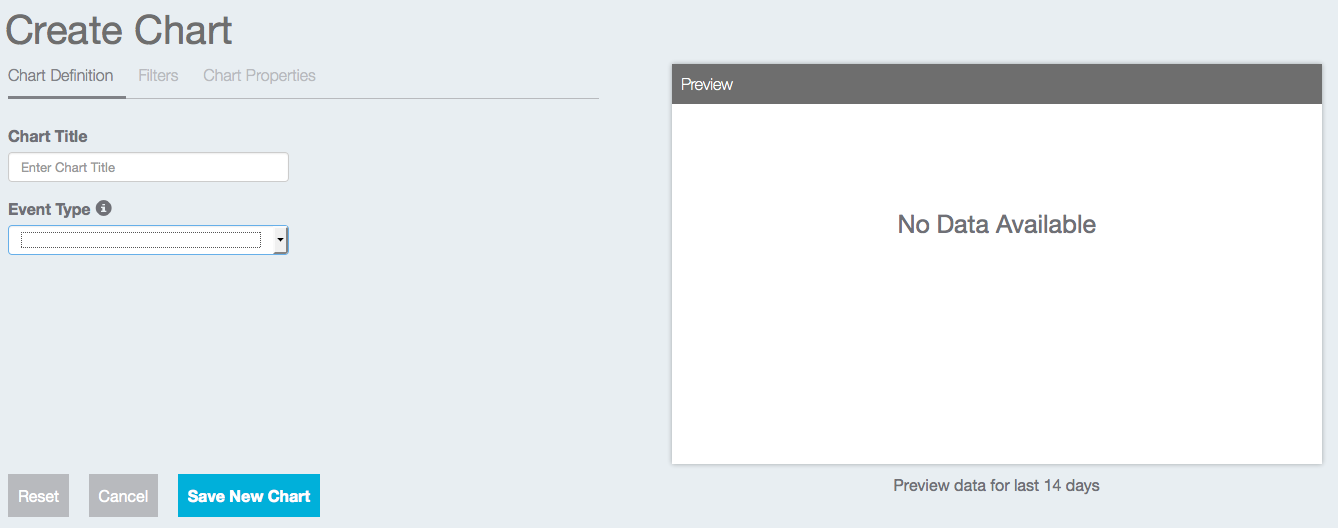 Create Chart
Chart Definition Filters Chart Properties
Chart Title
Enter Chart Title
Event Type
Reset Cancel Save New Chart
Preview
No Data Available
Preview data for last 14 days